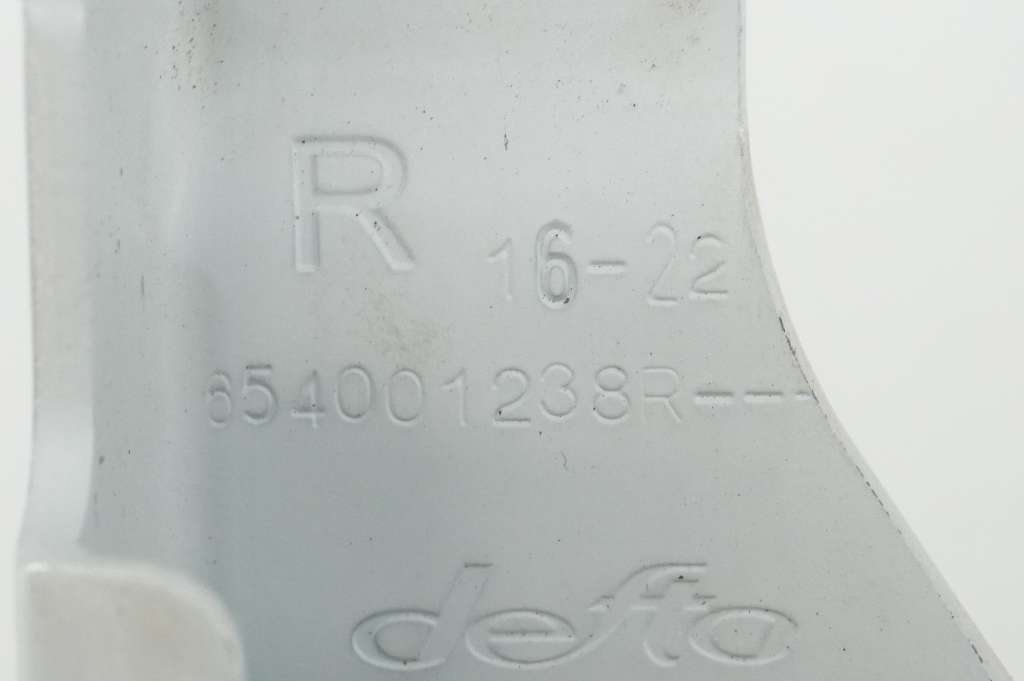 R
16-22
654001238R---
defta